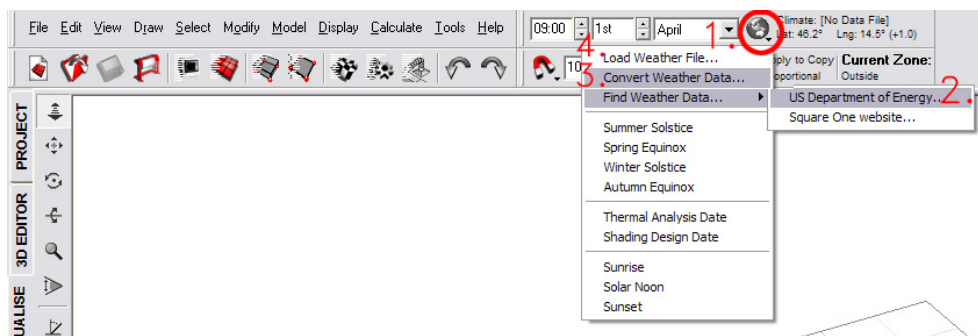 File Edit View Draw Select Modify Model Display Calculate Tools Help
09:00 1st April 1. Climate: [No Data File]
Lat: 46.2° Lng: 14.5° (+1.0)
10
4. Load Weather File...
3. Convert Weather Data...
Find Weather Data...
Summer Solstice
Spring Equinox
Winter Solstice
Autumn Equinox
Thermal Analysis Date
Shading Design Date
Sunrise
Solar Noon
Sunset
US Department of Energy... 2.
Square One website...
to Copy Current Zone:
Outside
PROJECT
3D EDITOR